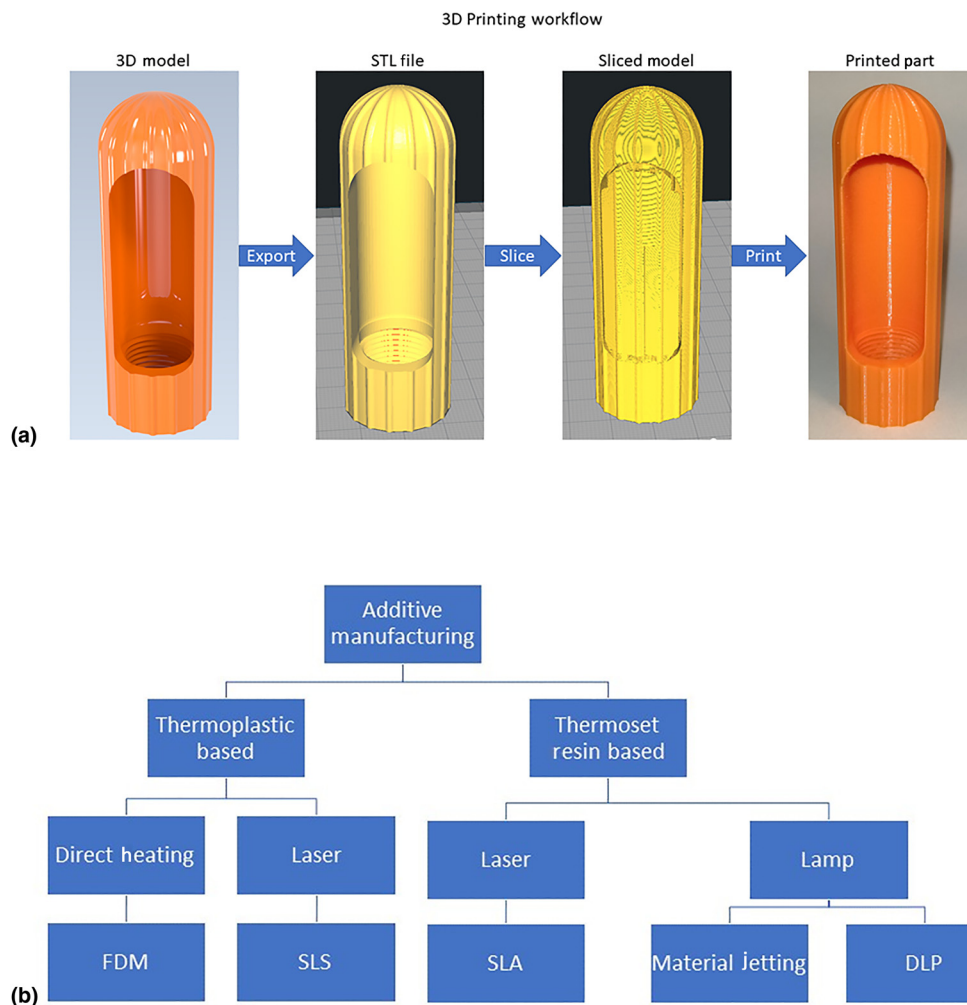 3D Printing workflow
3D model
STL file
Sliced model
Printed part
Export
Slice
Print
(a)
Additive
manufacturing
Thermoplastic
based
Thermoset
resin based
Direct heating
Laser
Laser
Lamp
FDM
SLS
SLA
Material Jetting
DLP
(b)